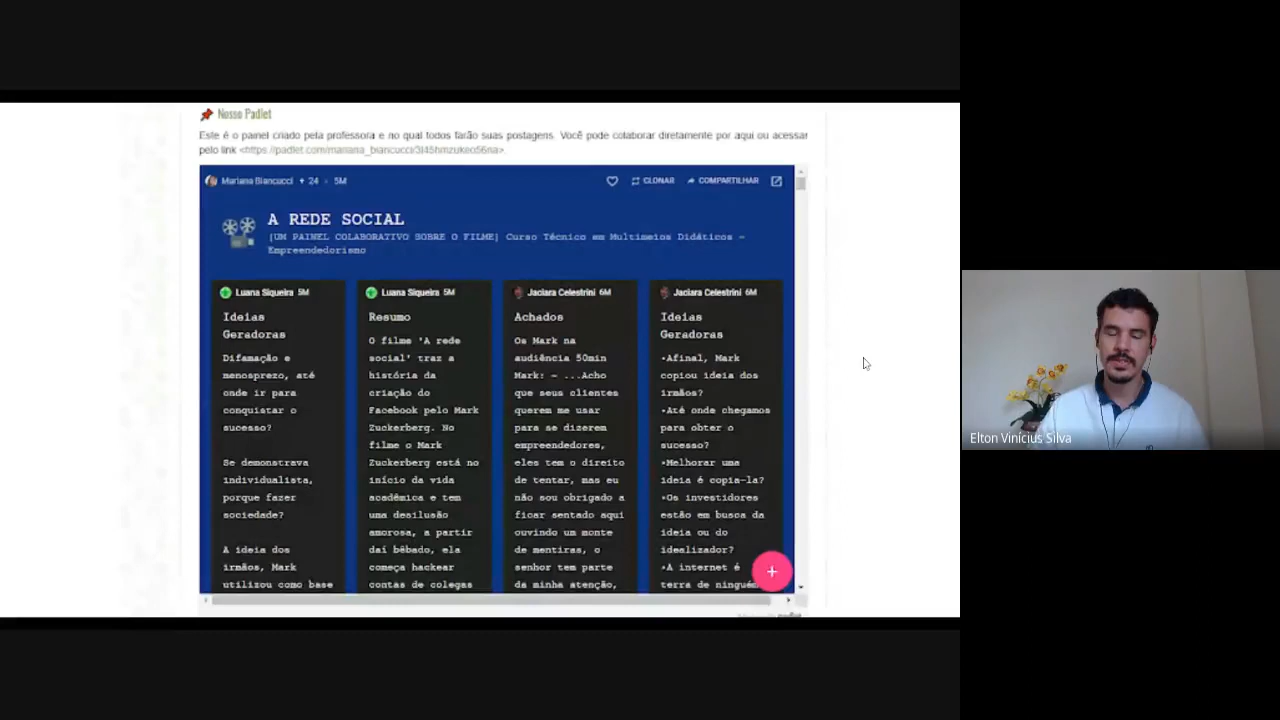 Nosso Padlet
Este é o painel criado pela professora e no qual todos farão suas postagens. Você pode colaborar diretamente por aqui ou acessar
pelo link <https://padlet.com/mariana_biancucci/
Mariana Biancucci + 24 · 5M
CLONAR
COMPARTILHAR
A REDE SOCIAL
[UM PAINEL COLABORATIVO SOBRE O FILME] Curso Técnico em Multimeios Didáticos -
Empreendedorismo
Luana Siqueira 5M
Ideias
Geradoras
Difamação e
menosprezo, até
onde ir para
conquistar o
sucesso?
Se demonstrava
individualista,
porque fazer
sociedade?
A ideia dos
irmãos, Mark
utilizou como base
Luana Siqueira 5M
Resumo
O filme 'A rede
social' traz a
história da
criação do
Facebook pelo Mark
Zuckerberg. No
filme o Mark
Zuckerberg está no
início da vida
acadêmica e tem
uma desilusão
amorosa, a partir
daí bêbado, ela
começa hackear
contas de colegas
Jaciara Celestrini 6M
Achados
Os Mark na
audiência 50min
Mark: - ...Acho
que seus clientes
querem me usar
para se dizerem
empreendedores,
eles tem o direito
de tentar, mas eu
não sou obrigado a
ficar sentado aqui
ouvindo um monte
de mentiras, o
senhor tem parte
da minha atenção,
Jaciara Celestrini 6M
Ideias
Geradoras
•Afinal, Mark
copiou ideia dos
irmãos?
•Até onde chegamos
para obter o
sucesso?
•Melhorar uma
ideia é copia-la?
•Os investidores
estão em busca da
ideia ou do
idealizador?
•A internet é
terra de ninguém
+
Elton Vinícius Silva